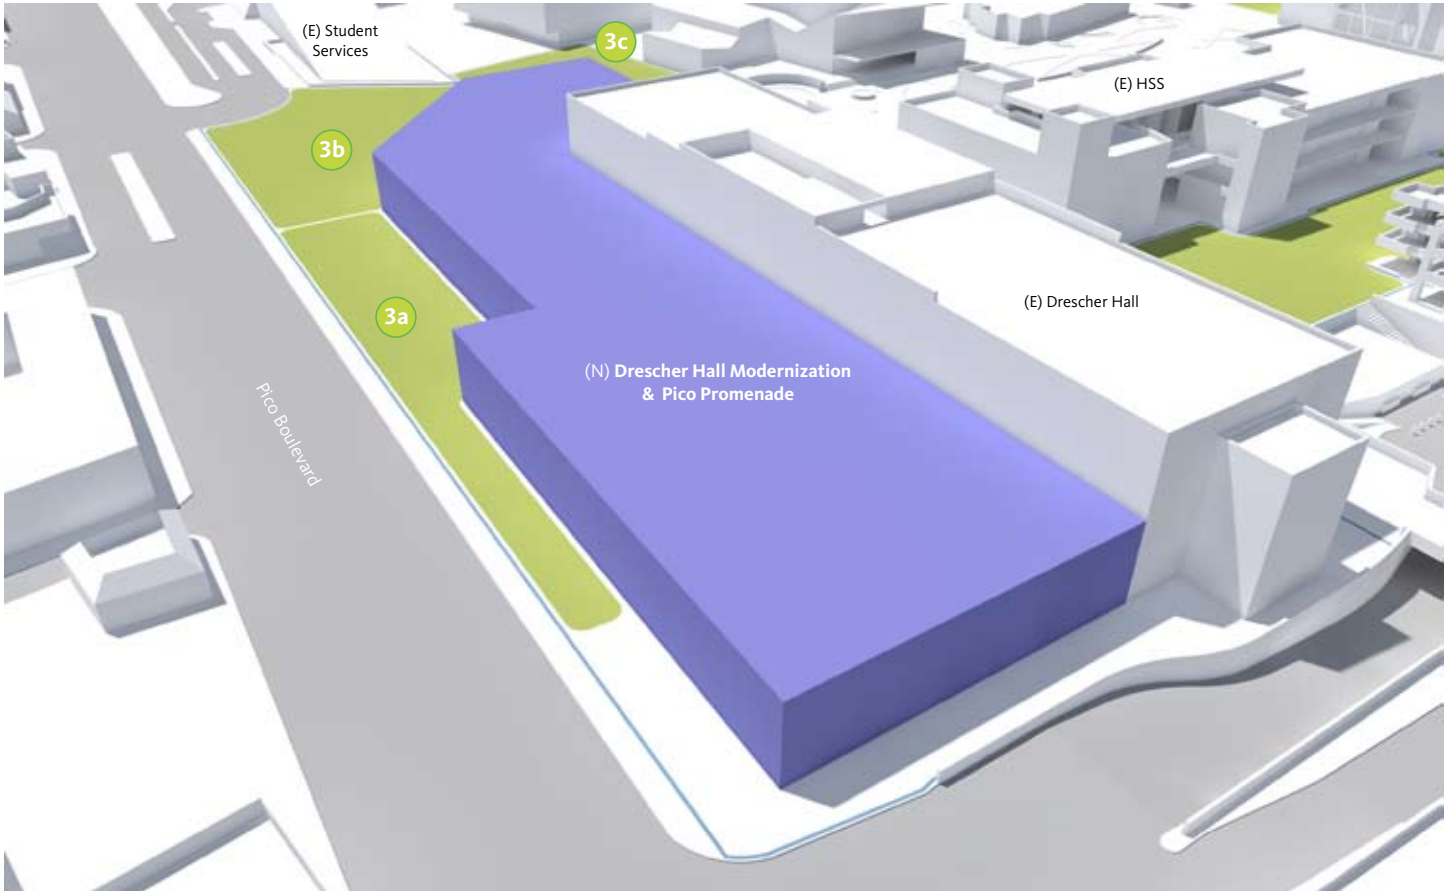 (E) Student
Services
3c
(E) HSS
3b
(E) Drescher Hall
3a
(N) Drescher Hall Modernization
& Pico Promenade
Pico Boulevard